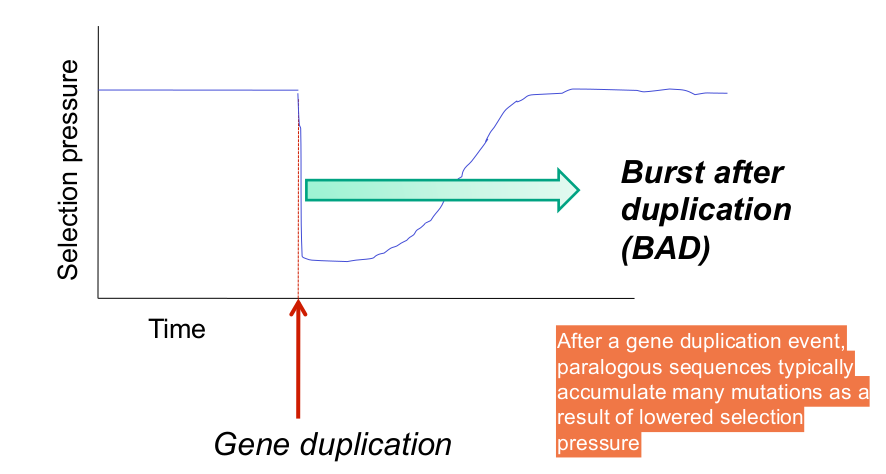 Selection pressure
Burst after
duplication
(BAD)
Time
After a gene duplication event,
paralogous sequences typically
accumulate many mutations as a
result of lowered selection
pressure
Gene duplication